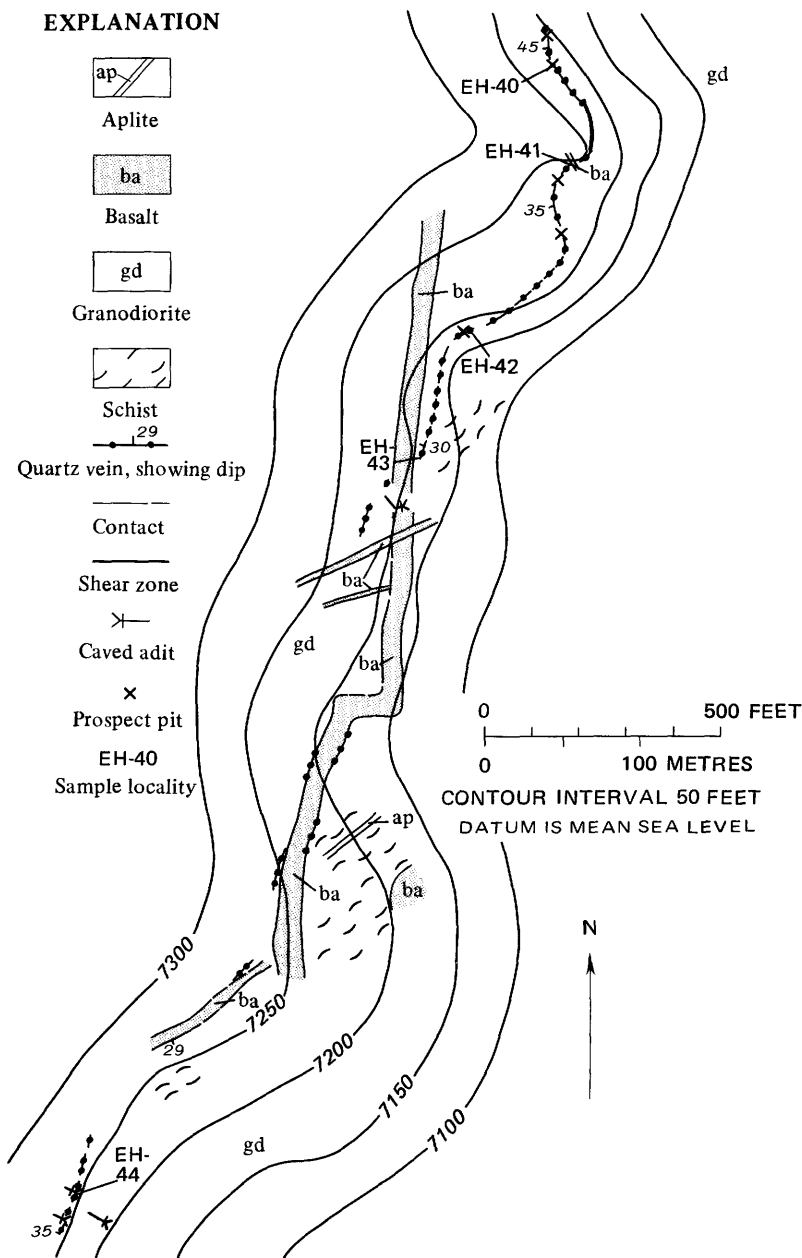 EXPLANATION
ap
Aplite
ba
Basalt
gd
Granodiorite
Schist
29
Quartz vein, showing dip
Contact
Shear zone
Caved adit
Prospect pit
EH-40
Sample locality
45
EH-40
gd
EH-41
ba
35
ba
EH-42
EH-
43
30
ba
gd
ba
0 500 FEET
0 100 METRES
CONTOUR INTERVAL 50 FEET
DATUM IS MEAN SEA LEVEL
ap
ba
ba
N
7300
ba
7250
29
7200
7150
7100
gd
EH-
44
35